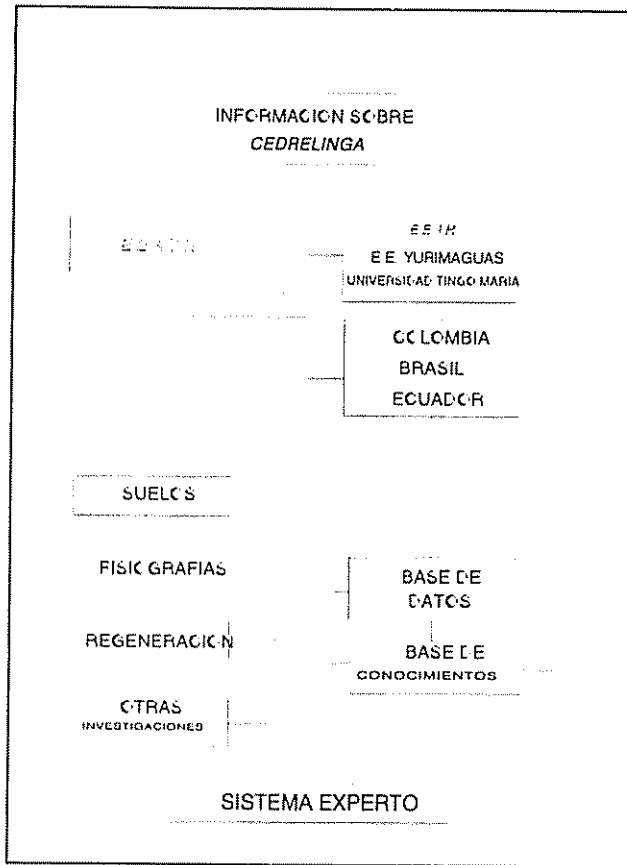 INFORMACION SOBRE
CEDRELINGA
E.E. YURIMAGUAS
UNIVERSIDAD TINGO MARIA
COLOMBIA
BRASIL
ECUADOR
SUELOS
FISIOGRAFIAS
BASE DE
DATOS
REGENERACION
BASE DE
CONOCIMIENTOS
OTRAS
INVESTIGACIONES
SISTEMA EXPERTO